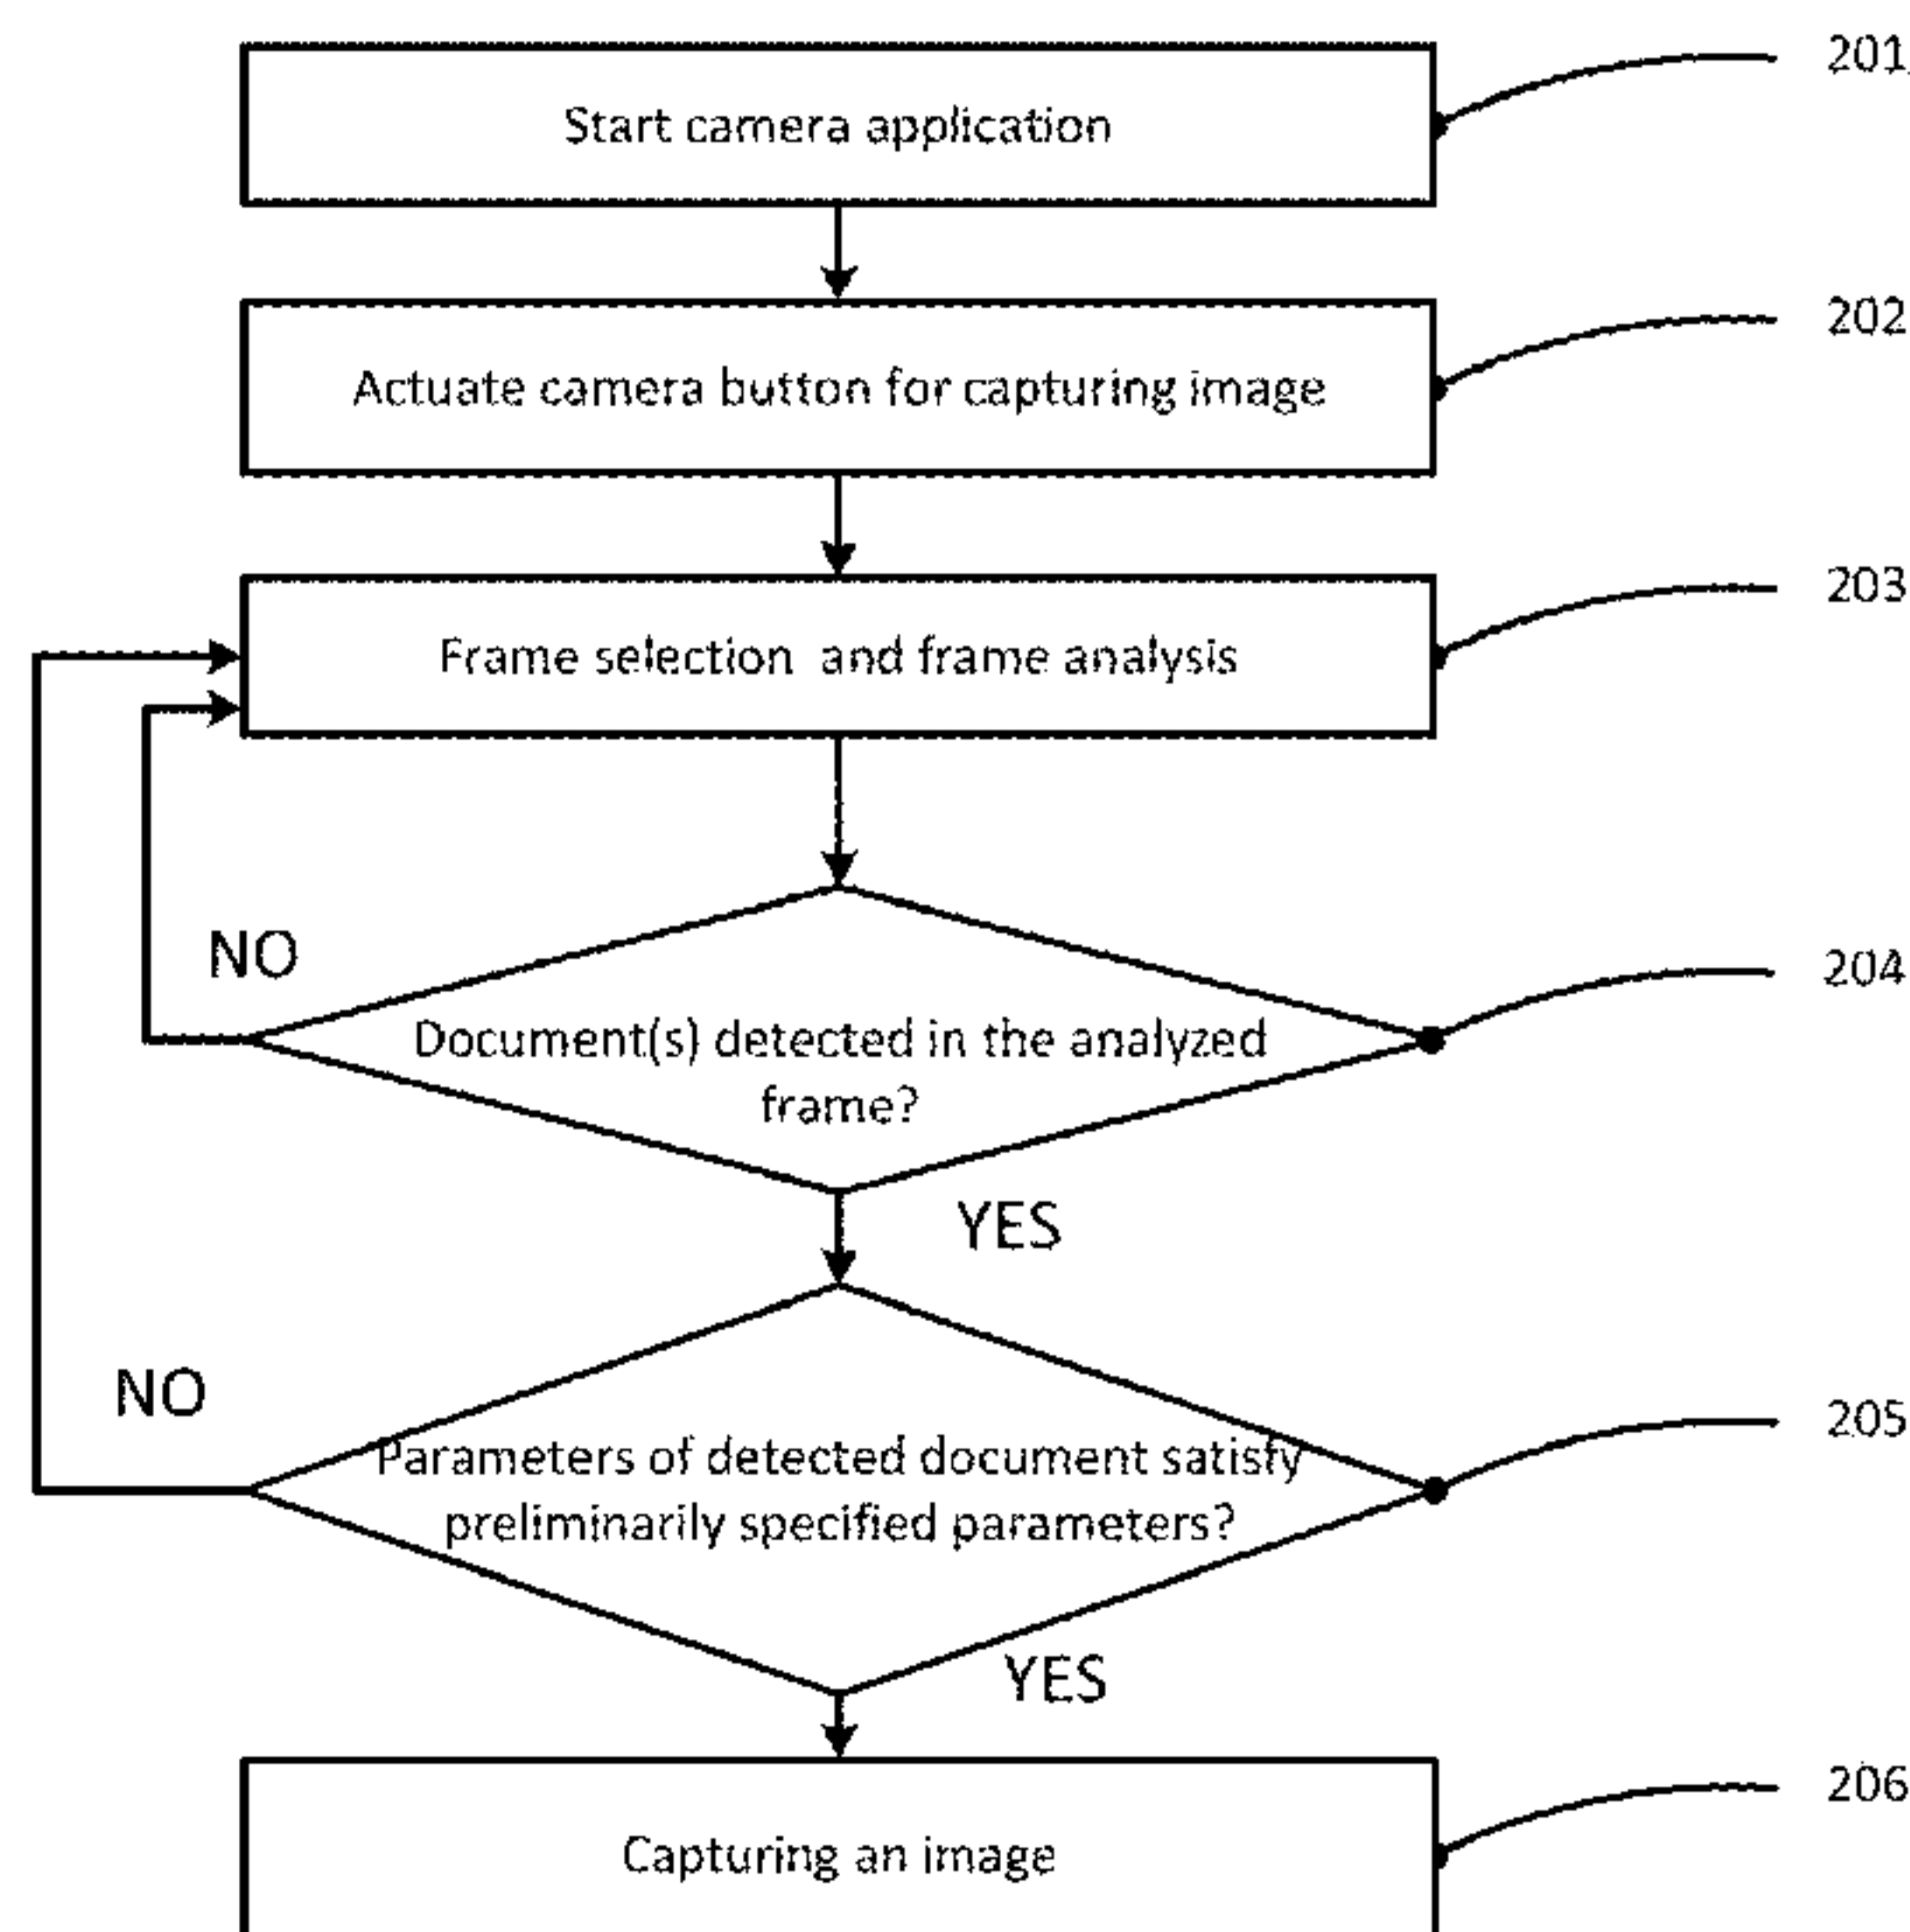 Start camera application
201
Actuate camera button for capturing image
202
Frame selection and frame analysis
203
NO
Document(s) detected in the analyzed
frame?
204
YES
NO
Parameters of detected document satisfy
preliminarily specified parameters?
205
YES
Capturing an image
206